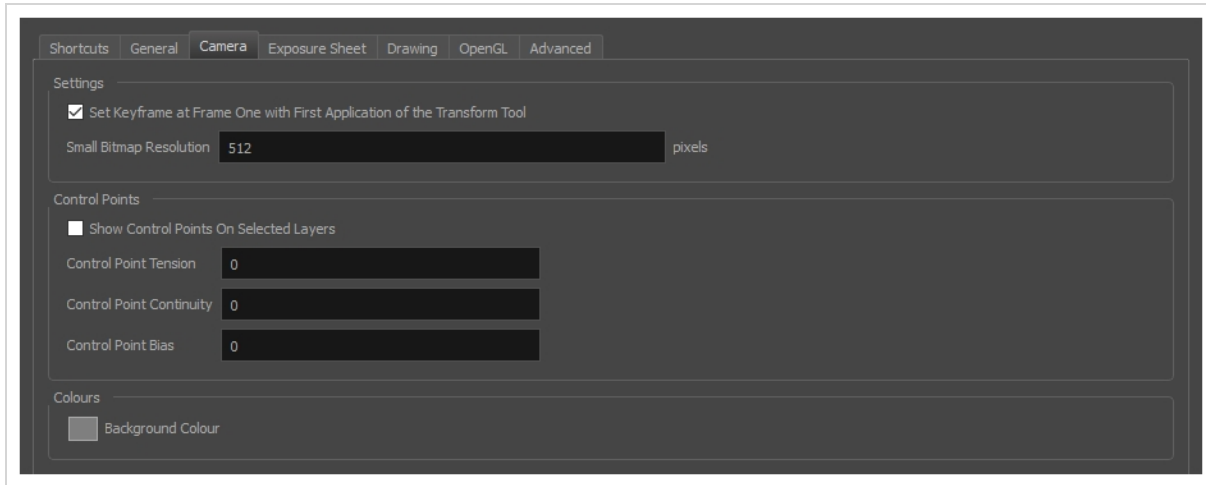 Shortcuts General Camera Exposure Sheet Drawing OpenGL Advanced
Settings
Set Keyframe at Frame One with First Application of the Transform Tool
Small Bitmap Resolution 512 pixels
Control Points
Show Control Points On Selected Layers
Control Point Tension 0
Control Point Continuity 0
Control Point Bias 0
Colours
Background Colour